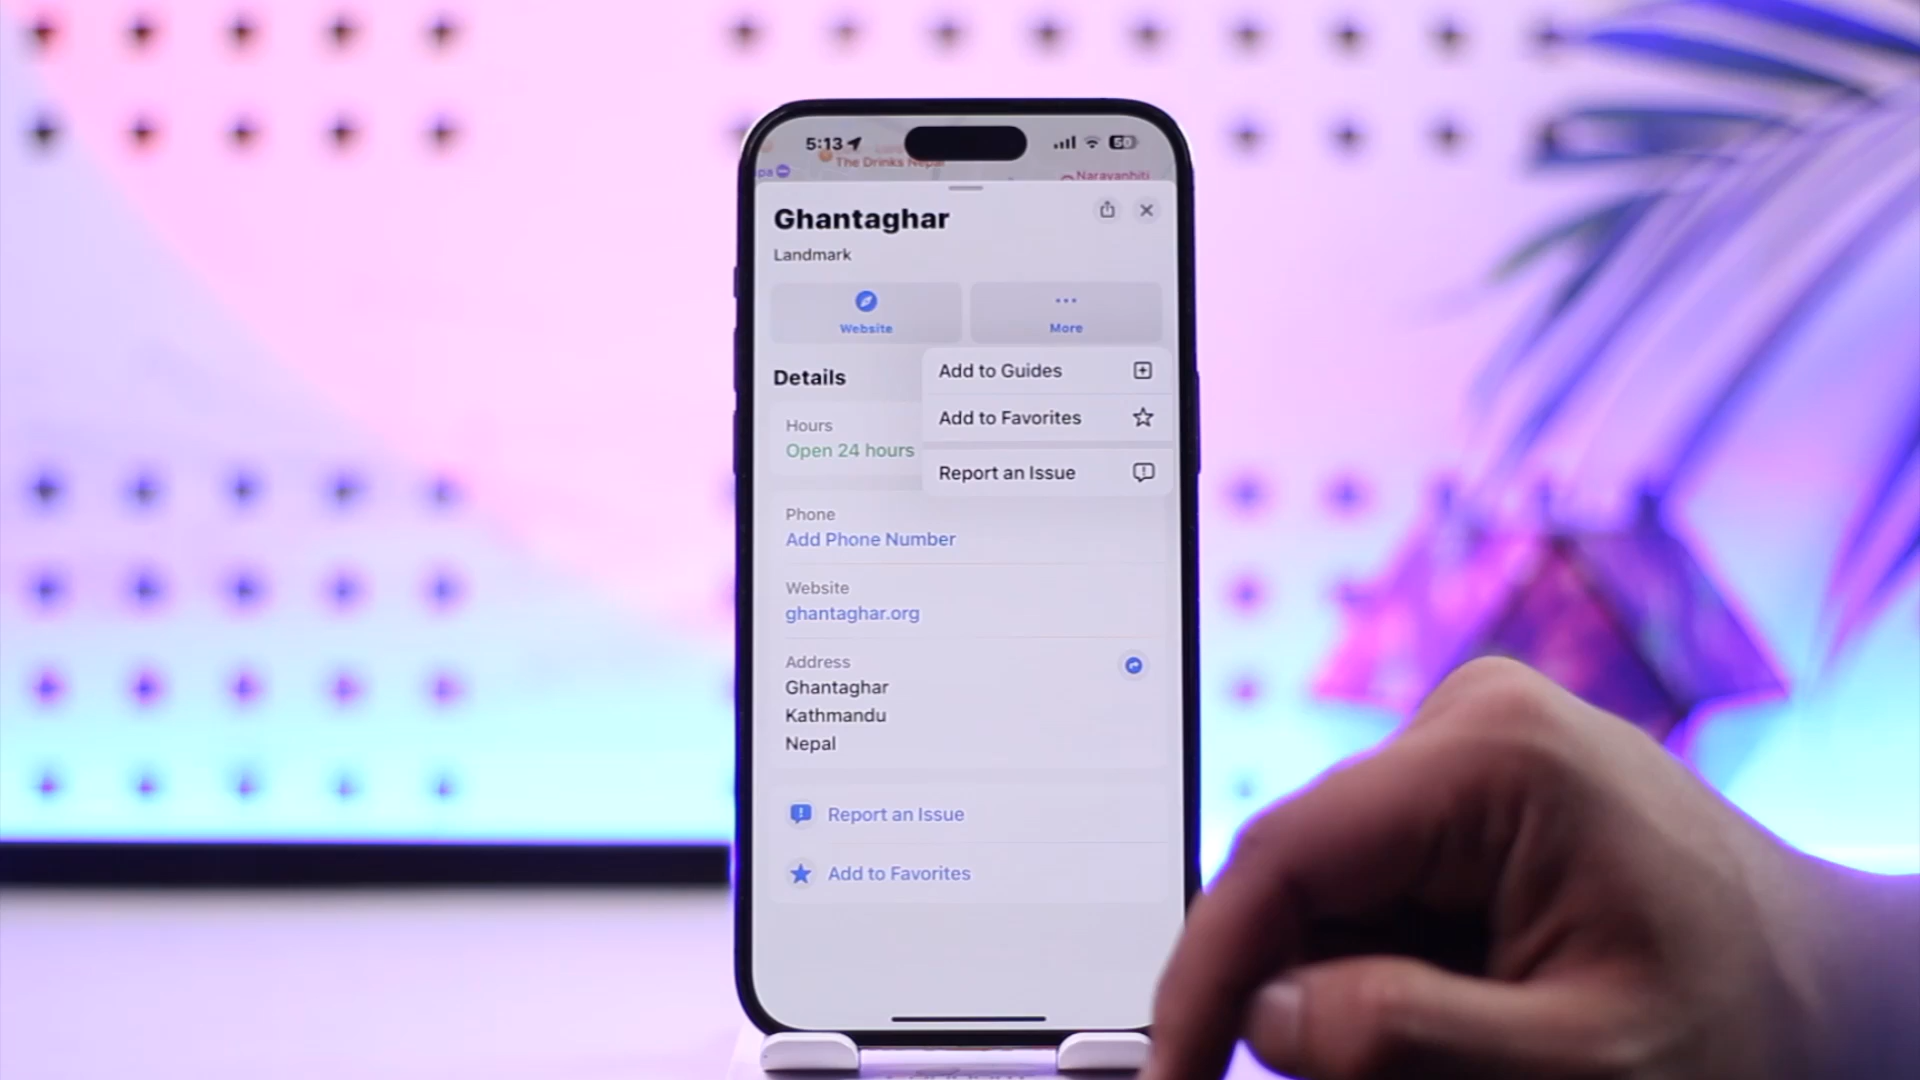 5:13
50
The Drinks Nepal
pa
Narayanhiti
Ghantaghar
Landmark
Website
More
Details
Add to Guides
Add to Favorites
Report an Issue
Hours
Open 24 hours
Phone
Add Phone Number
Website
ghantaghar.org
Address
Ghantaghar
Kathmandu
Nepal
Report an Issue
Add to Favorites